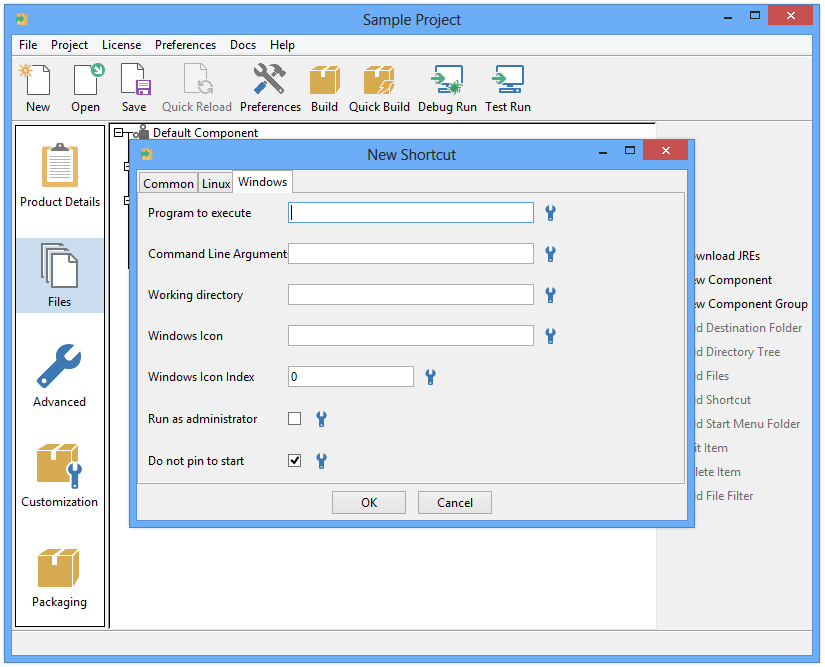 Sample Project
File Project License Preferences Docs Help
New Open Save Quick Reload Preferences Build Quick Build Debug Run Test Run
Default Component
Product Details
Files
Advanced
Customization
Packaging
New Shortcut
Common Linux Windows
Program to execute
Command Line Argument
Working directory
Windows Icon
Windows Icon Index 0
Run as administrator
Do not pin to start
OK Cancel
wnload JREs
ew Component
ew Component Group
d Destination Folder
d Directory Tree
d Files
d Shortcut
d Start Menu Folder
it Item
lete Item
d File Filter